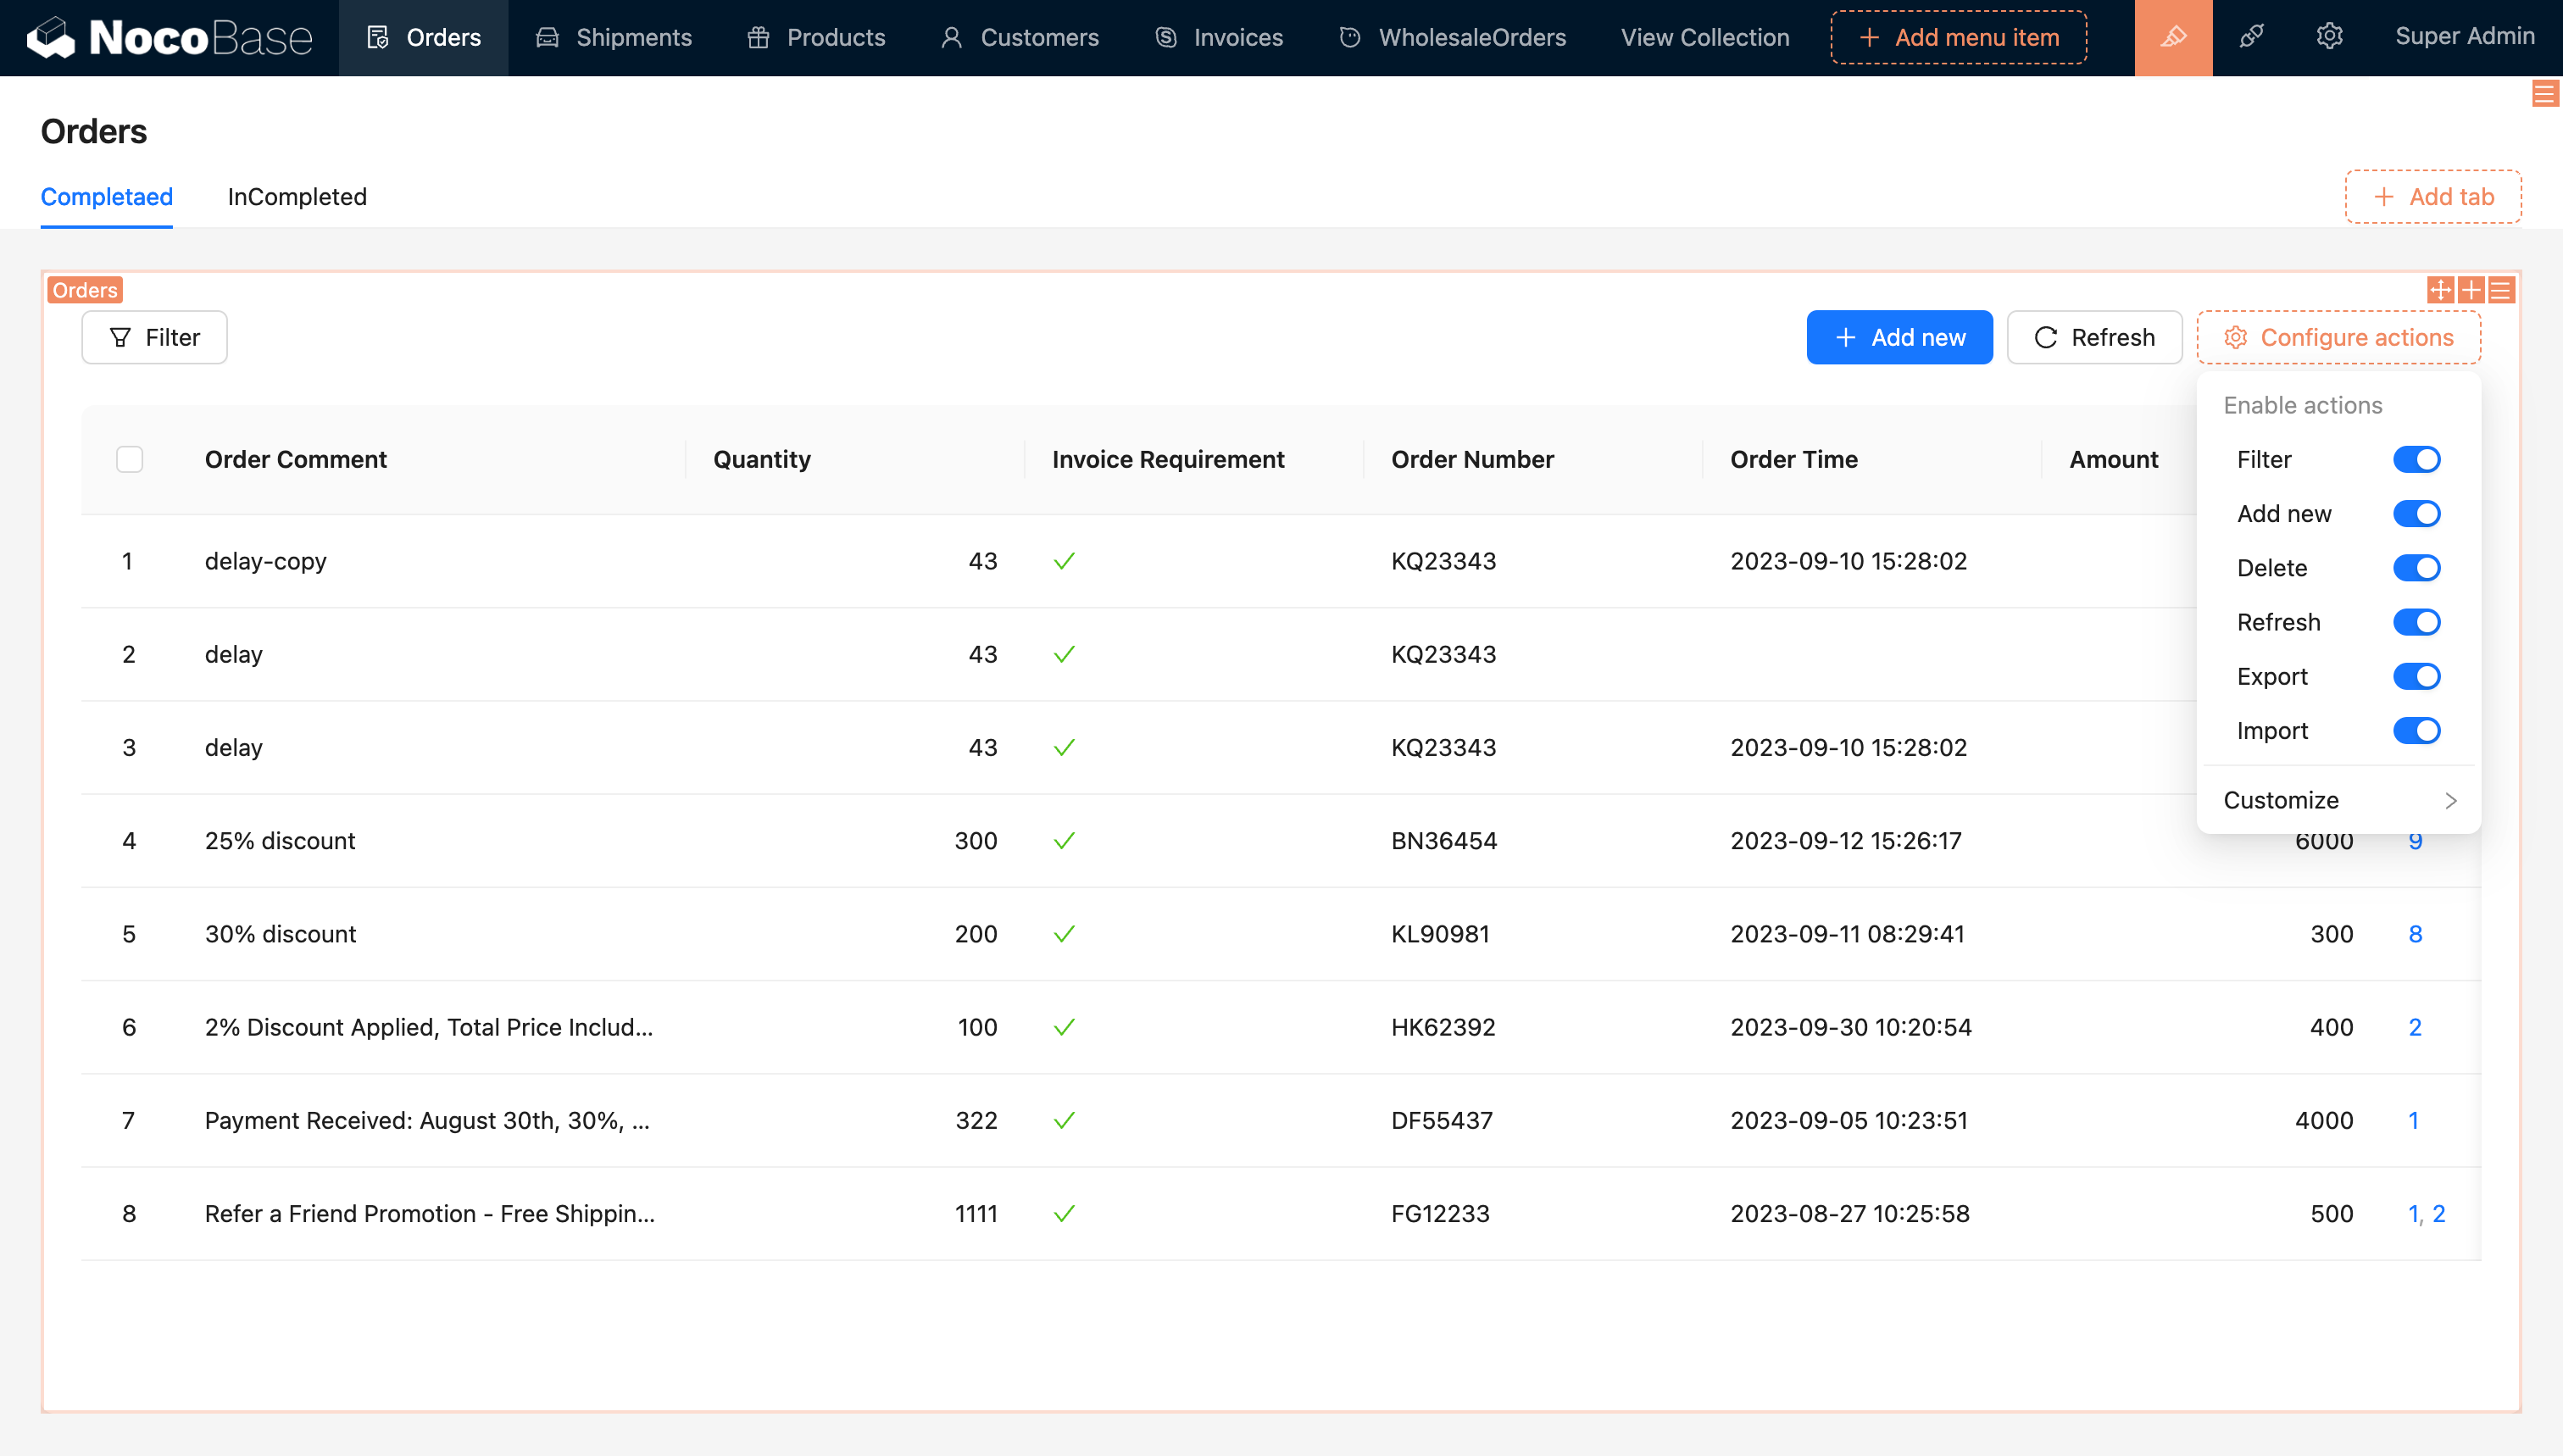 NocoBase Orders Shipments Products Customers Invoices WholesaleOrders View Collection Add menu item Super Admin
Orders
Completaed InCompleted Add tab
Orders
Filter Add new Refresh Configure actions
Enable actions
Filter
Add new
Delete
Refresh
Export
Import
Customize
Order Comment Quantity Invoice Requirement Order Number Order Time Amount
1 delay-copy 43 KQ23343 2023-09-10 15:28:02
2 delay 43 KQ23343
3 delay 43 KQ23343 2023-09-10 15:28:02
4 25% discount 300 BN36454 2023-09-12 15:26:17 6000 9
5 30% discount 200 KL90981 2023-09-11 08:29:41 300 8
6 2% Discount Applied, Total Price Includ... 100 HK62392 2023-09-30 10:20:54 400 2
7 Payment Received: August 30th, 30%, ... 322 DF55437 2023-09-05 10:23:51 4000 1
8 Refer a Friend Promotion - Free Shippin... 1111 FG12233 2023-08-27 10:25:58 500 1, 2